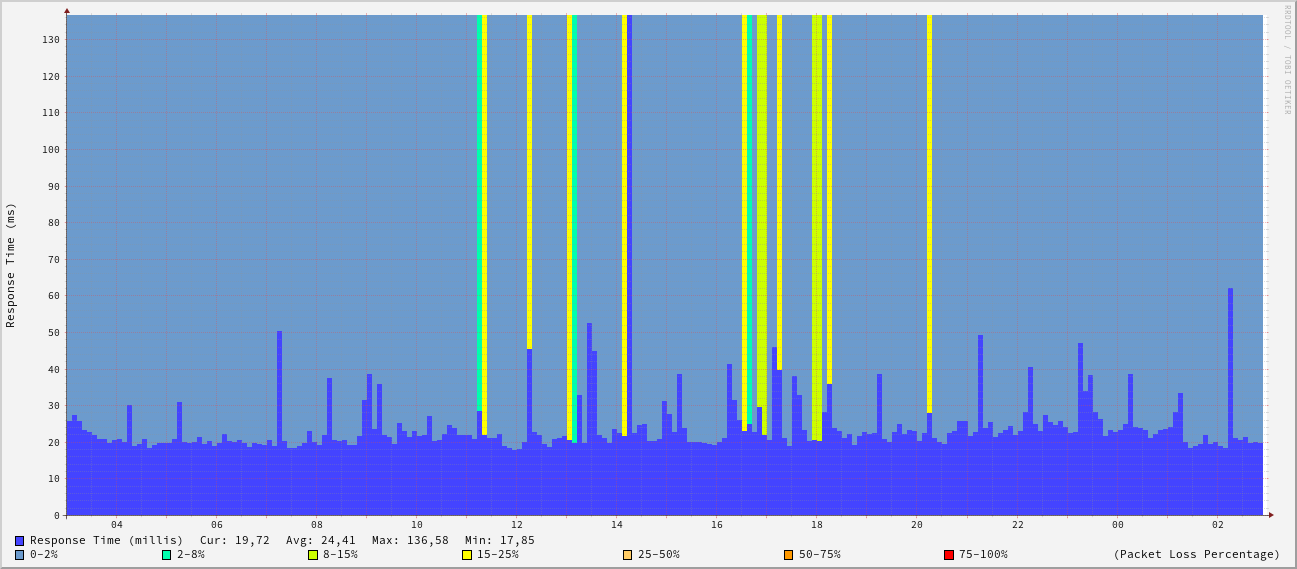 RRDTOOL / TOBI OETIKER
Response Time (ms)
130
120
110
100
90
80
70
60
50
40
30
20
10
0
04 06 08 10 12 14 16 18 20 22 00 02
Response Time (millis) Cur: 19,72 Avg: 24,41 Max: 136,58 Min: 17,85
0-2% 2-8% 8-15% 15-25% 25-50% 50-75% 75-100% (Packet Loss Percentage)